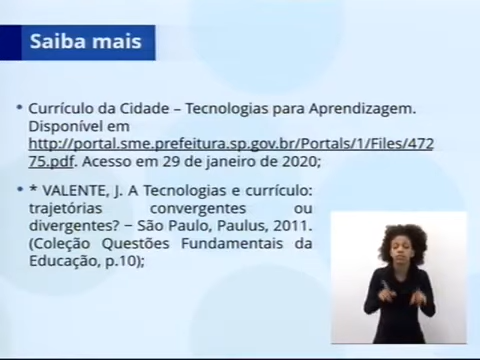 Saiba mais
• Currículo da Cidade – Tecnologias para Aprendizagem.
Disponível em
http://portal.sme.prefeitura.sp.gov.br/Portals/1/Files/472
75.pdf. Acesso em 29 de janeiro de 2020;
• * VALENTE, J. A Tecnologias e currículo:
trajetórias convergentes ou
divergentes? − São Paulo, Paulus, 2011.
(Coleção Questões Fundamentais da
Educação, p.10);